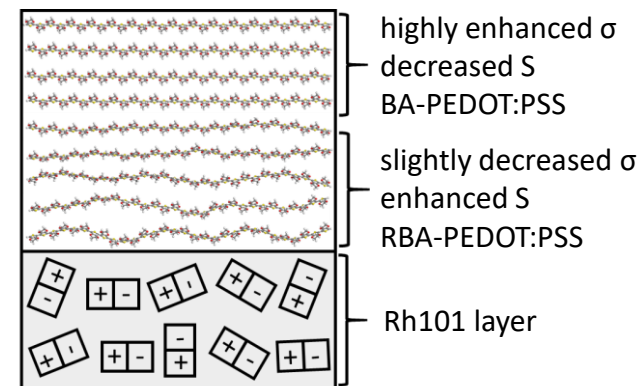 highly enhanced σ
decreased S
BA-PEDOT:PSS
slightly decreased σ
enhanced S
RBA-PEDOT:PSS
Rh101 layer
+ -
+ -
+ -
+ -
- +
+ -
+ -
- +
+ -
+ -